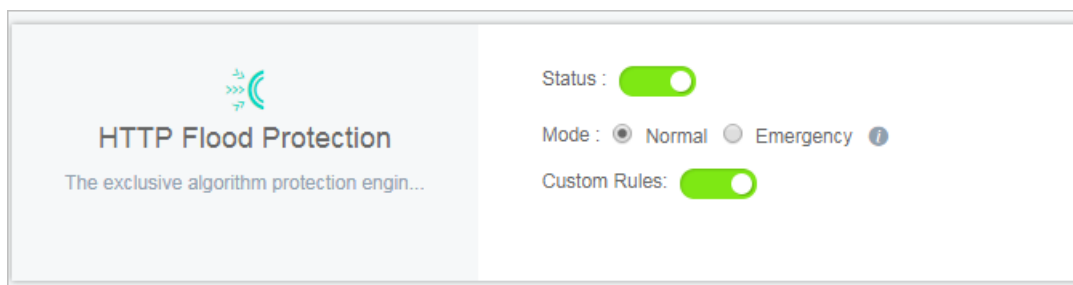 HTTP Flood Protection
The exclusive algorithm protection engin...
Status :
Mode : Normal Emergency i
Custom Rules: